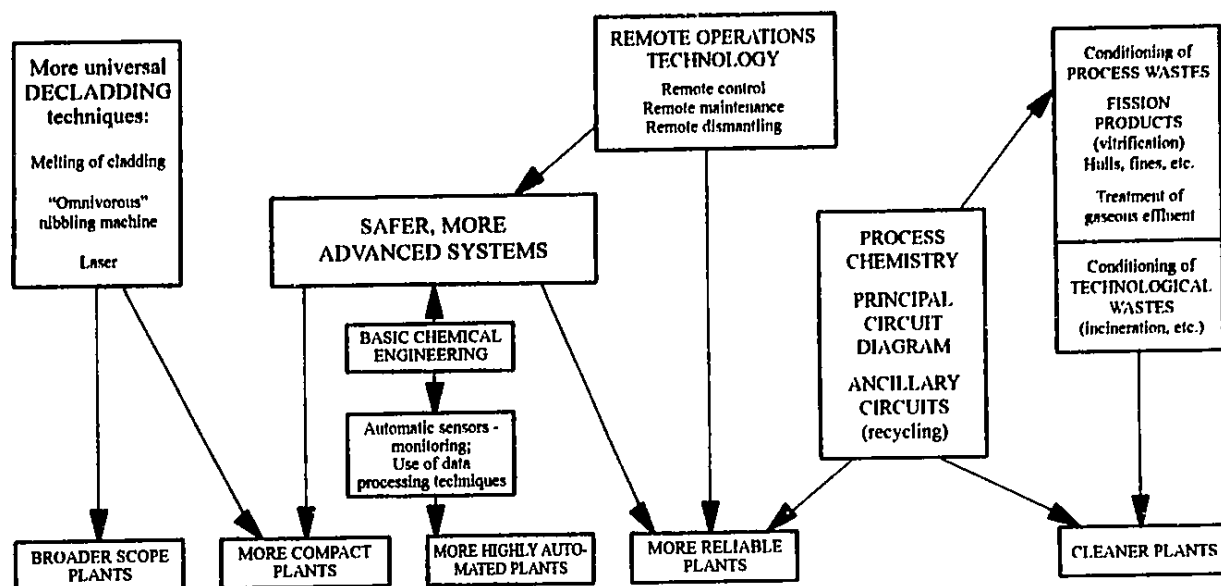 More universal
DECLADDING
techniques:
Melting of cladding
"Omnivorous"
nibbling machine
Laser
REMOTE OPERATIONS
TECHNOLOGY
Remote control
Remote maintenance
Remote dismantling
Conditioning of
PROCESS WASTES
FISSION
PRODUCTS
(vitrification)
Hulls, fines, etc.
Treatment of
gaseous effluent
Conditioning of
TECHNOLOGICAL
WASTES
(incineration, etc.)
SAFER, MORE
ADVANCED SYSTEMS
BASIC CHEMICAL
ENGINEERING
Automatic sensors -
monitoring;
Use of data
processing techniques
PROCESS
CHEMISTRY
PRINCIPAL
CIRCUIT
DIAGRAM
ANCILLARY
CIRCUITS
(recycling)
BROADER SCOPE
PLANTS
MORE COMPACT
PLANTS
MORE HIGHLY AUTO-
MATED PLANTS
MORE RELIABLE
PLANTS
CLEANER PLANTS